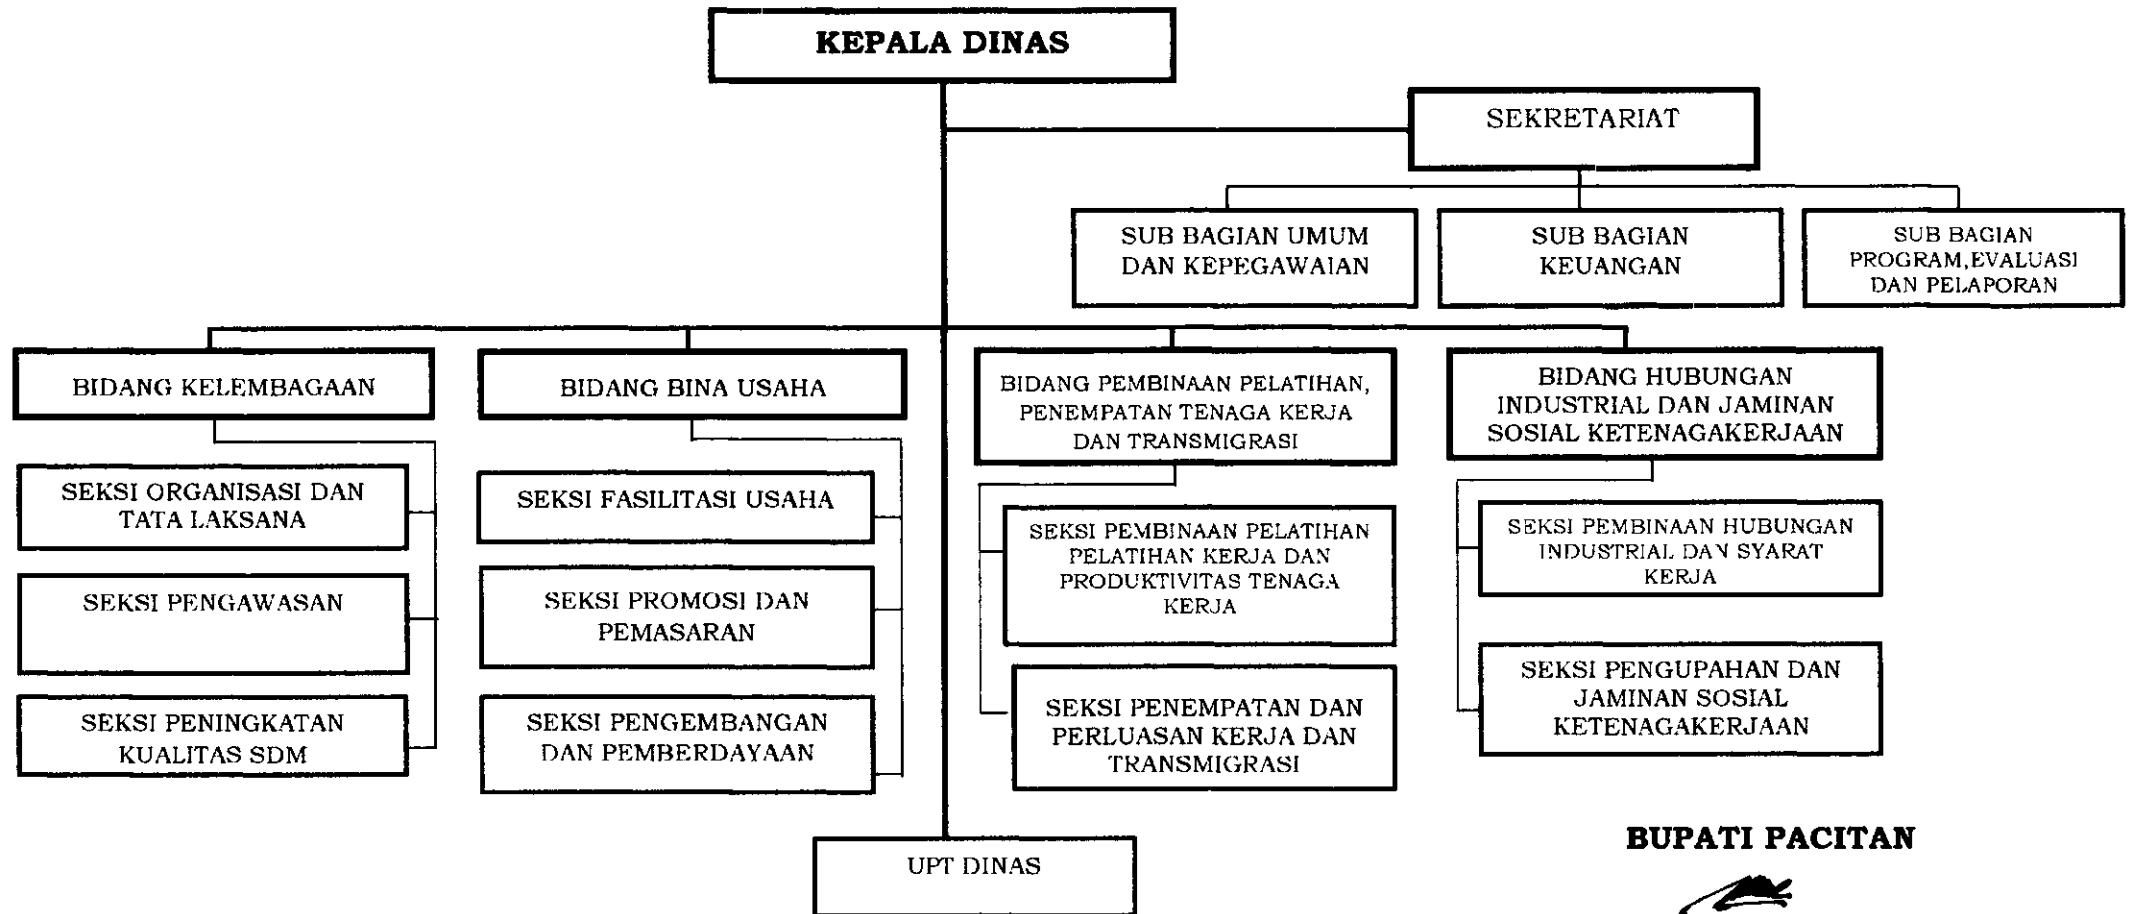 KEPALA DINAS
SEKRETARIAT
SUB BAGIAN UMUM
DAN KEPEGAWAIAN
SUB BAGIAN
KEUANGAN
SUB BAGIAN
PROGRAM,EVALUASI
DAN PELAPORAN
BIDANG KELEMBAGAAN
BIDANG BINA USAHA
BIDANG PEMBINAAN PELATIHAN,
PENEMPATAN TENAGA KERJA
DAN TRANSMIGRASI
BIDANG HUBUNGAN
INDUSTRIAL DAN JAMINAN
SOSIAL KETENAGAKERJAAN
SEKSI ORGANISASI DAN
TATA LAKSANA
SEKSI PENGAWASAN
SEKSI PENINGKATAN
KUALITAS SDM
SEKSI FASILITASI USAHA
SEKSI PROMOSI DAN
PEMASARAN
SEKSI PENGEMBANGAN
DAN PEMBERDAYAAN
SEKSI PEMBINAAN PELATIHAN
PELATIHAN KERJA DAN
PRODUKTIVITAS TENAGA
KERJA
SEKSI PENEMPATAN DAN
PERLUASAN KERJA DAN
TRANSMIGRASI
SEKSI PEMBINAAN HUBUNGAN
INDUSTRIAL DAN SYARAT
KERJA
SEKSI PENGUPAHAN DAN
JAMINAN SOSIAL
KETENAGAKERJAAN
UPT DINAS
BUPATI PACITAN